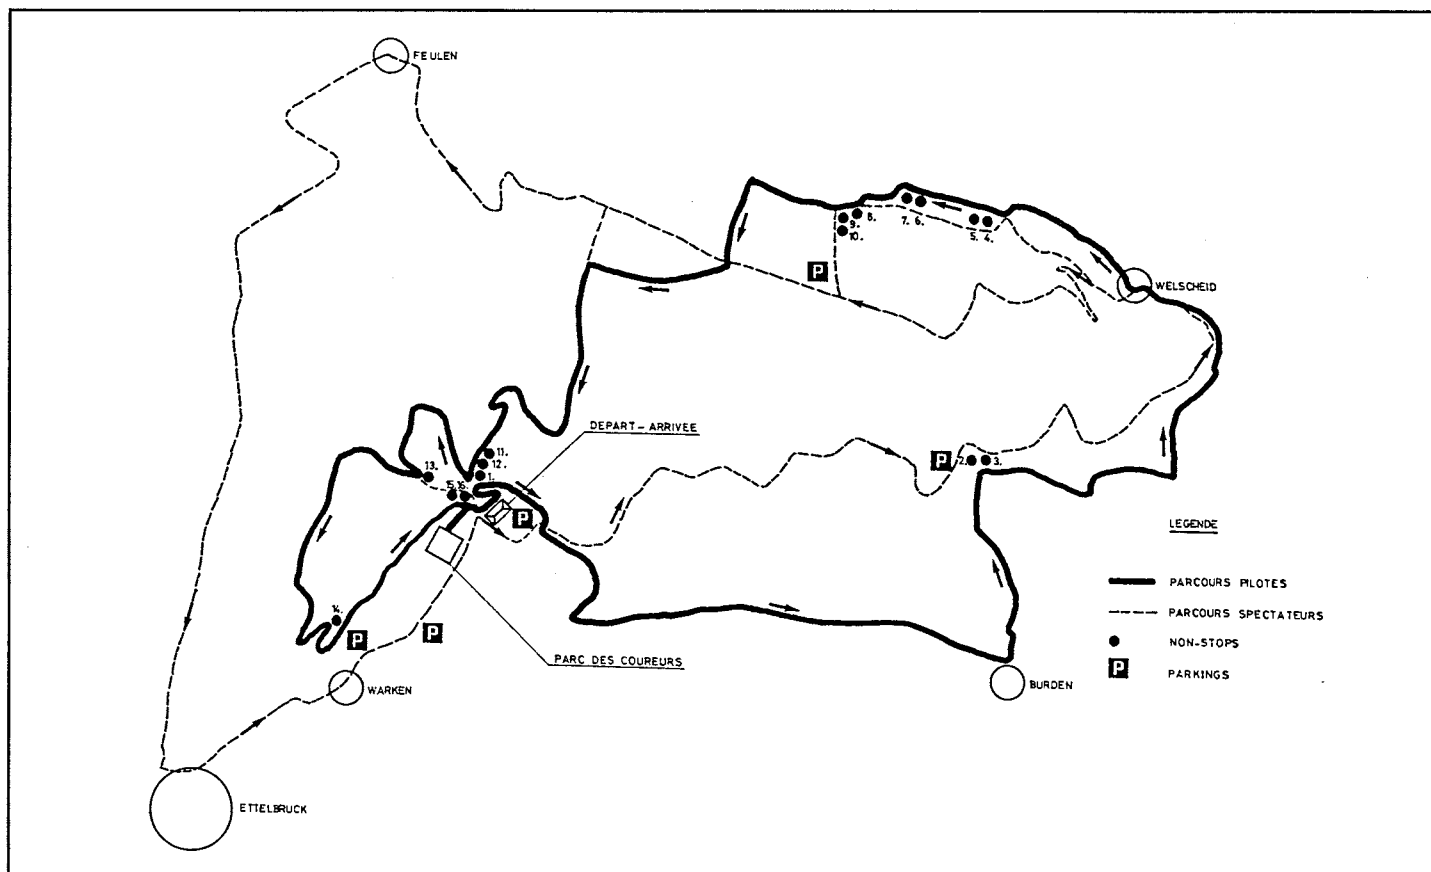 FEULEN
7. 6.
8.
9.
10.
5. 4.
P
WELSCHEID
DEPART - ARRIVEE
11.
12.
13.
1.
15. 16.
P
2. 3.
P
LEGENDE
PARCOURS PILOTES
PARCOURS SPECTATEURS
NON-STOPS
P PARKINGS
14.
P
P
PARC DES COUREURS
WARKEN
BURDEN
ETTELBRUCK